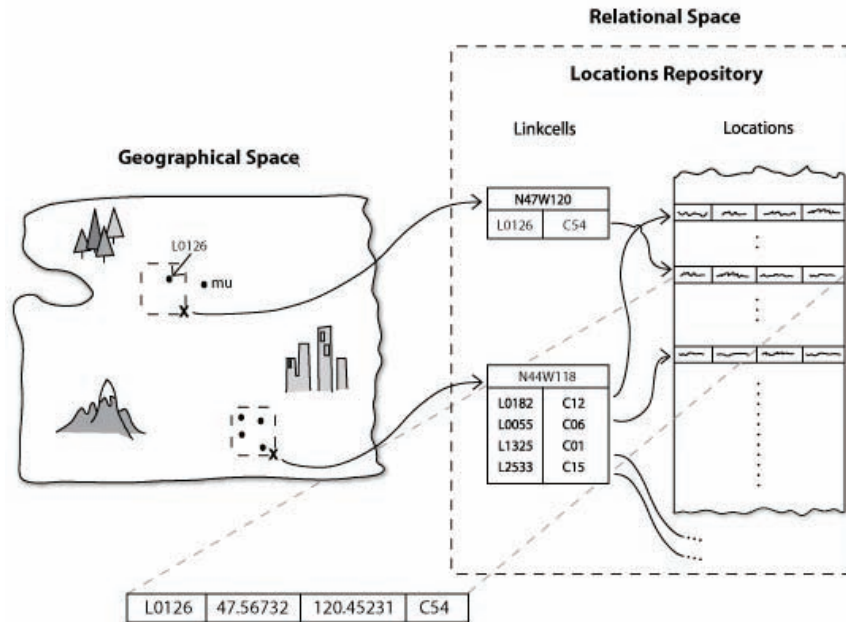 Relational Space
Locations Repository
Linkcells
Locations
Geographical Space
L0126
mu
X
X
N47W120
L0126 C54
N44W118
L0182 C12
L0055 C06
L1325 C01
L2533 C15
L0126 47.56732 120.45231 C54